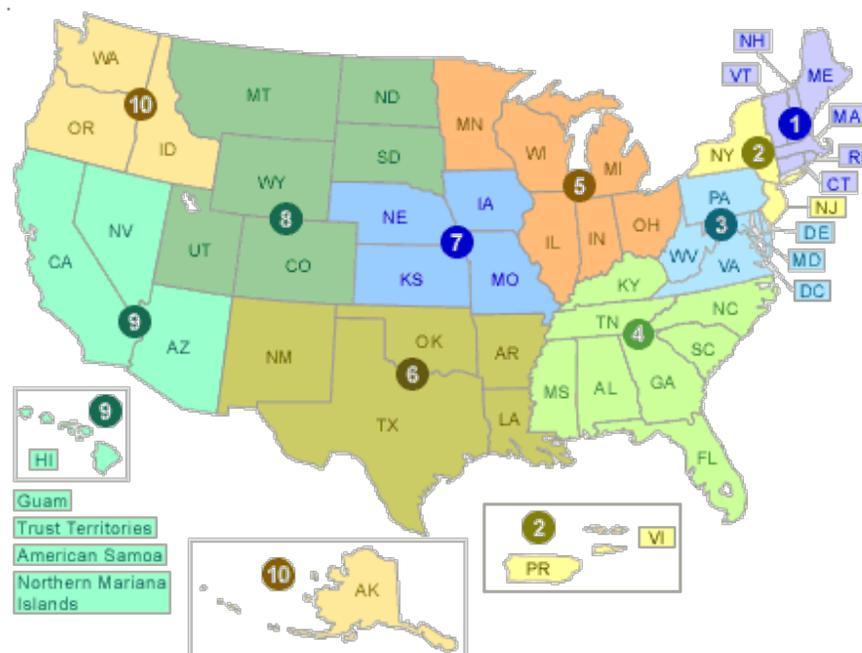 NH
VT
ME
WA
MT
ND
10
MN
1
MA
OR
ID
WI
NY
2
R
SD
MI
CT
WY
5
PA
NE
IA
NJ
8
3
NV
7
OH
DE
UT
IL
IN
CA
CO
WV
MD
KS
MO
VA
KY
DC
NC
9
TN
4
OK
AZ
NM
AR
SC
6
MS
AL
GA
TX
LA
9
HI
FL
Guam
Trust Territories
2
VI
American Samoa
10
PR
Northern Mariana
Islands
AK